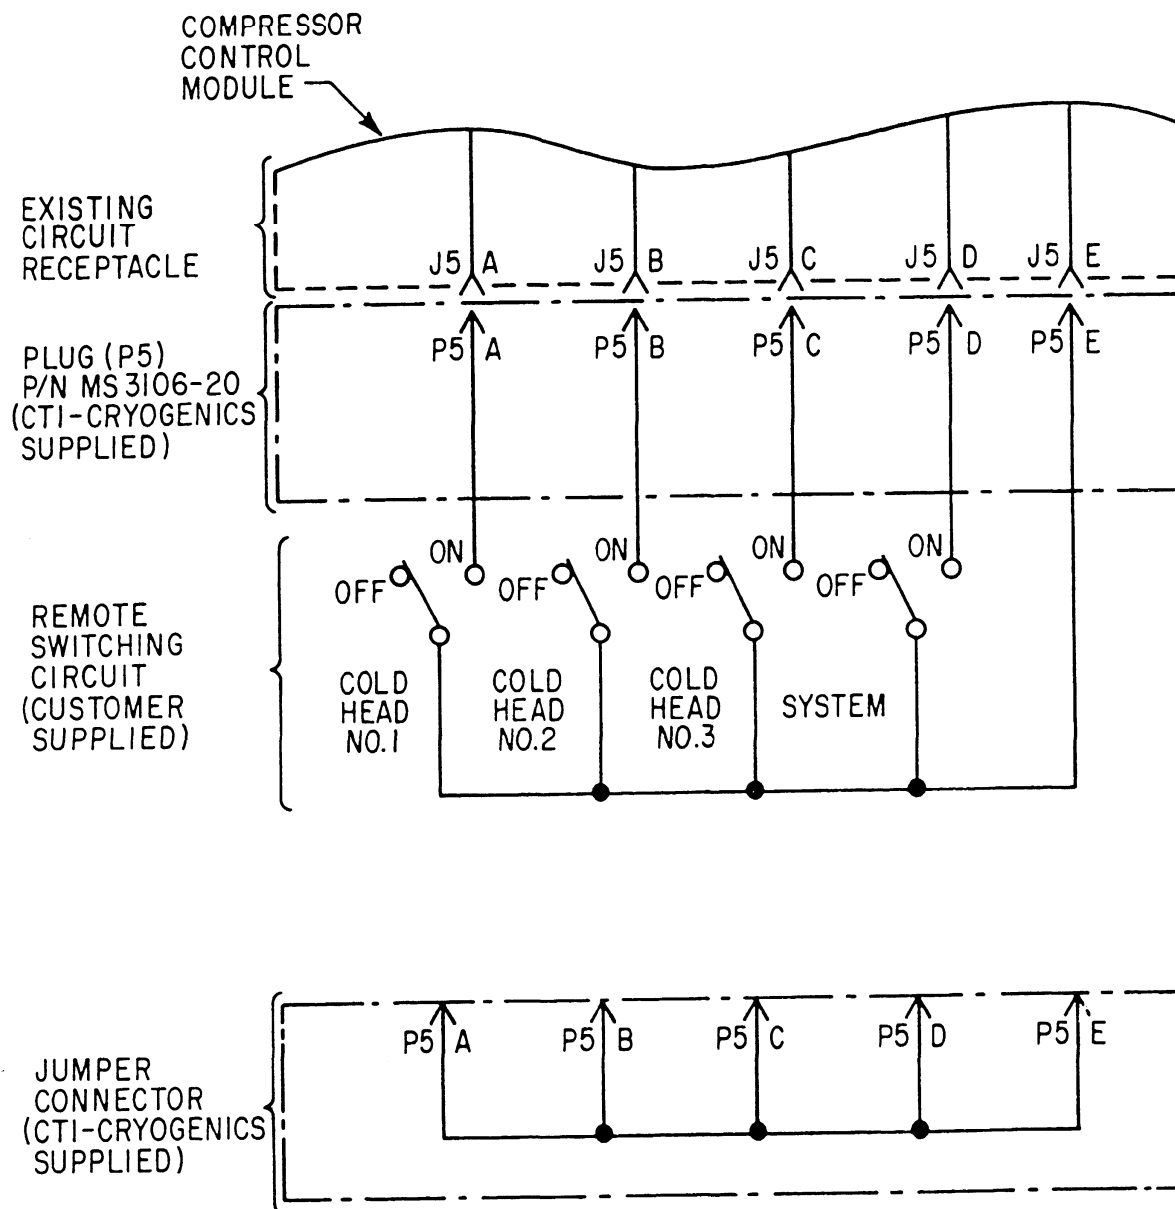 COMPRESSOR
CONTROL
MODULE
EXISTING
CIRCUIT
RECEPTACLE
J5 A
J5 B
J5 C
J5 D
J5 E
PLUG (P5)
P/N MS3106-20
(CTI-CRYOGENICS
SUPPLIED)
P5 A
P5 B
P5 C
P5 D
P5 E
REMOTE
SWITCHING
CIRCUIT
(CUSTOMER
SUPPLIED)
OFF
ON
OFF
ON
OFF
ON
OFF
ON
COLD
HEAD
NO.1
COLD
HEAD
NO.2
COLD
HEAD
NO.3
SYSTEM
JUMPER
CONNECTOR
(CTI-CRYOGENICS
SUPPLIED)
P5 A
P5 B
P5 C
P5 D
P5 E